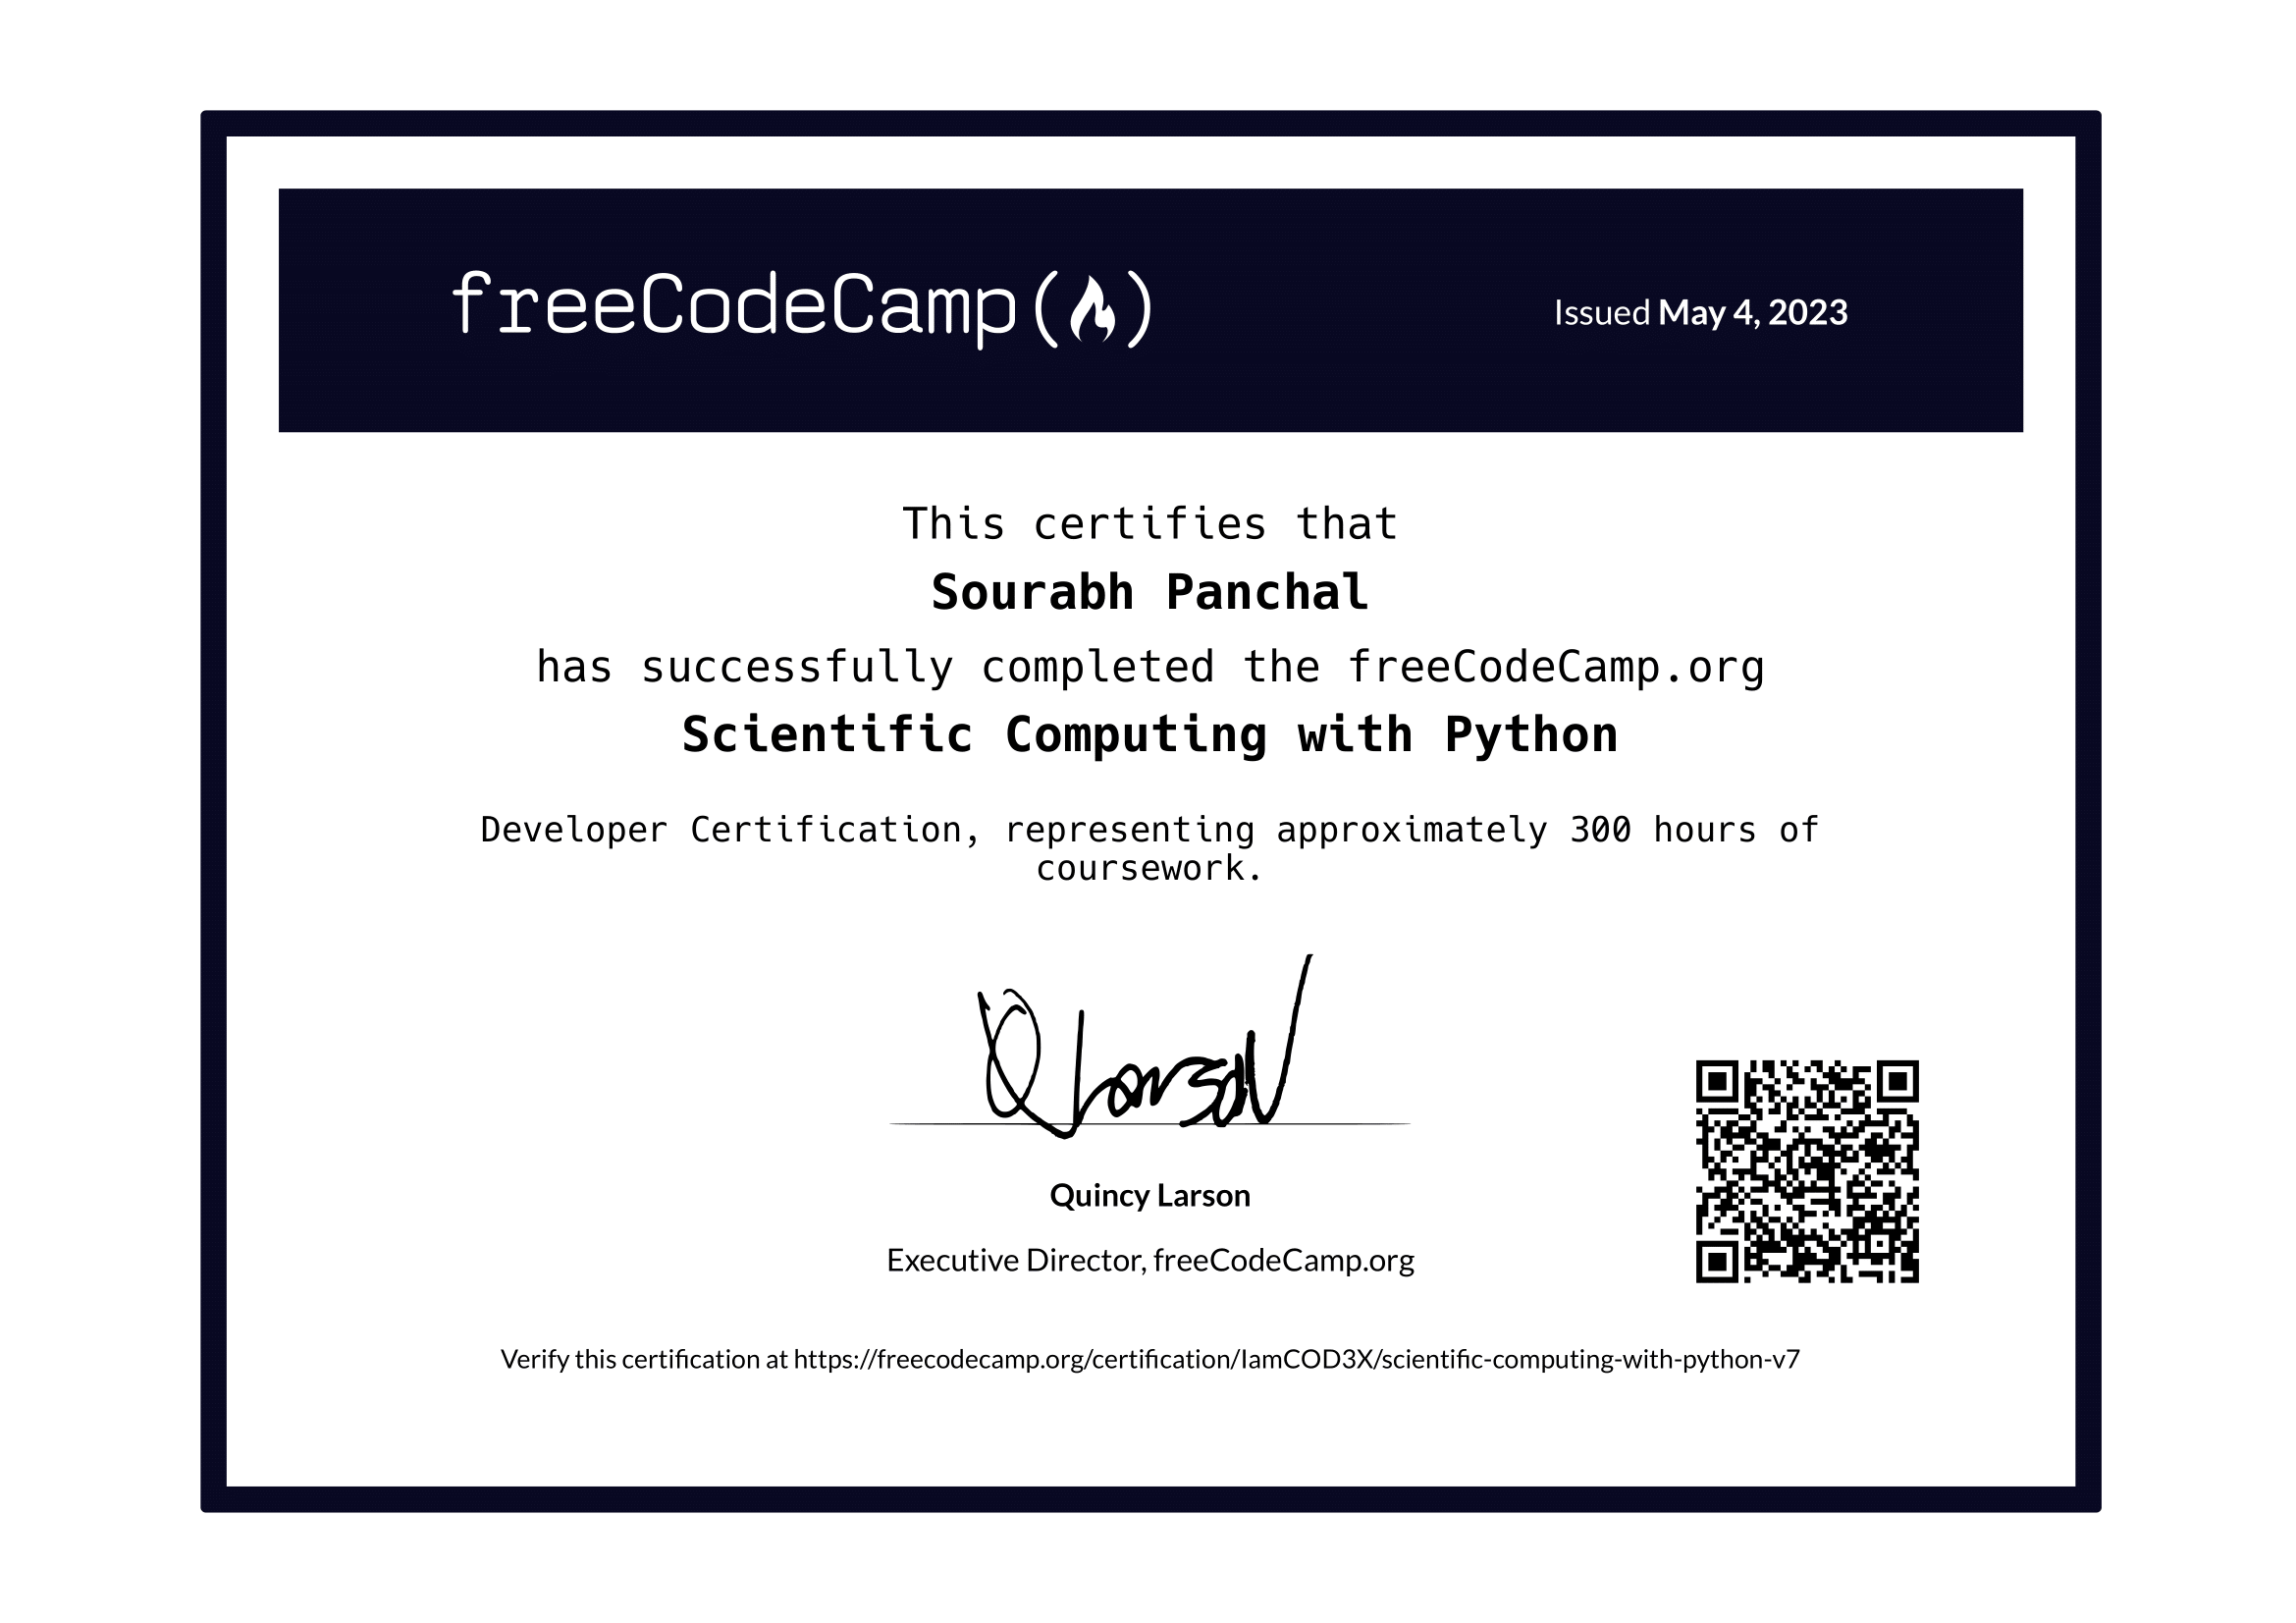 freeCodeCamp
Issued May 4, 2023
This certifies that
Sourabh Panchal
has successfully completed the freeCodeCamp.org
Scientific Computing with Python
Developer Certification, representing approximately 300 hours of
coursework.
QLarson
Quincy Larson
Executive Director, freeCodeCamp.org
Verify this certification at https://freecodecamp.org/certification/IamCOD3X/scientific-computing-with-python-v7